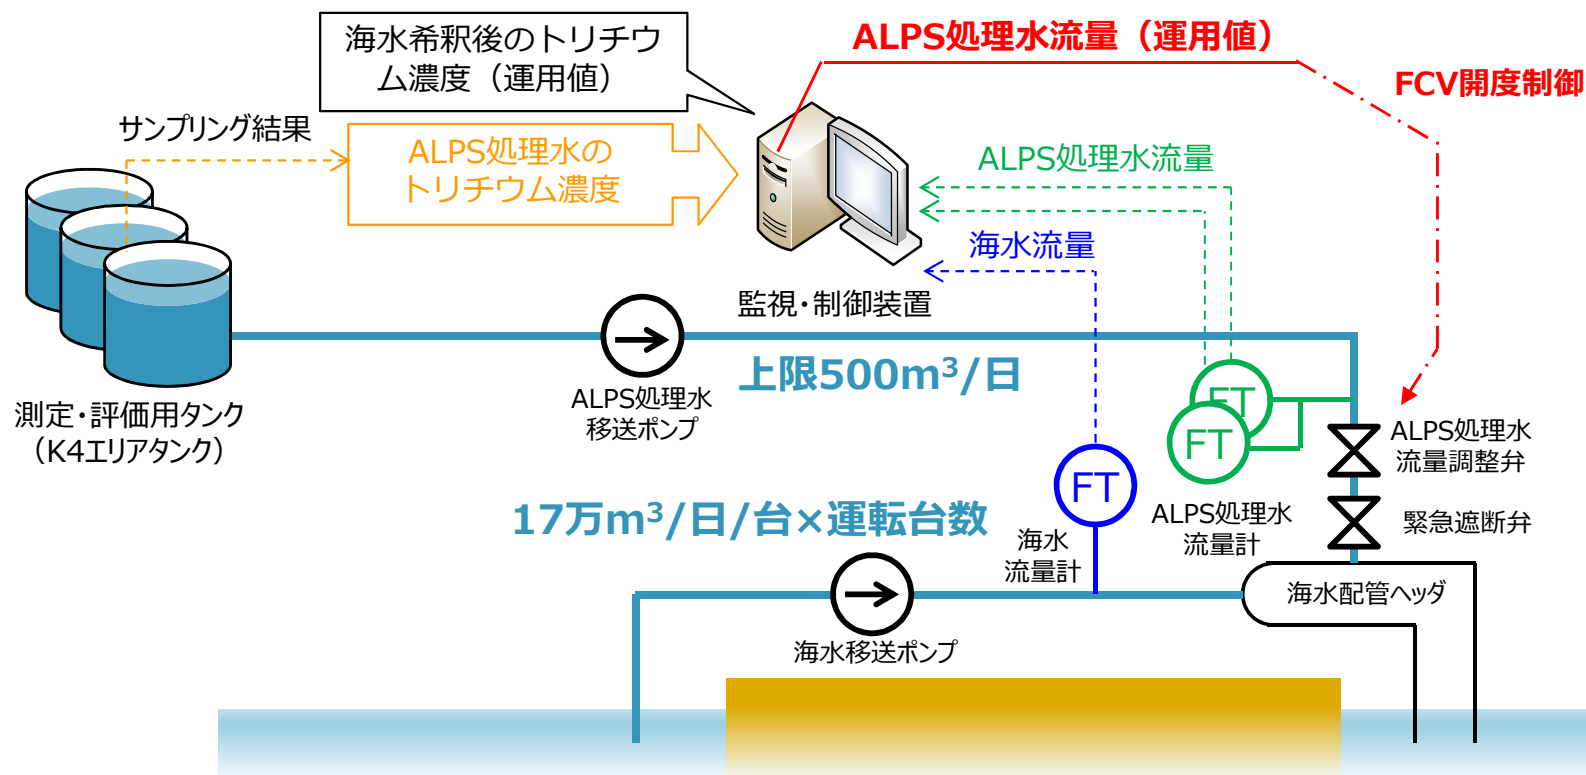 海水希釈後のトリチウ
ム濃度（運用値）
ALPS処理水流量（運用値）
FCV開度制御
サンプリング結果
ALPS処理水の
トリチウム濃度
ALPS処理水流量
海水流量
監視・制御装置
上限500m³/日
ALPS処理水
移送ポンプ
測定・評価用タンク
（K4エリアタンク）
FT
FT
ALPS処理水
流量調整弁
FT
17万m³/日/台×運転台数
ALPS処理水
流量計
緊急遮断弁
海水
流量計
海水配管ヘッダ
海水移送ポンプ